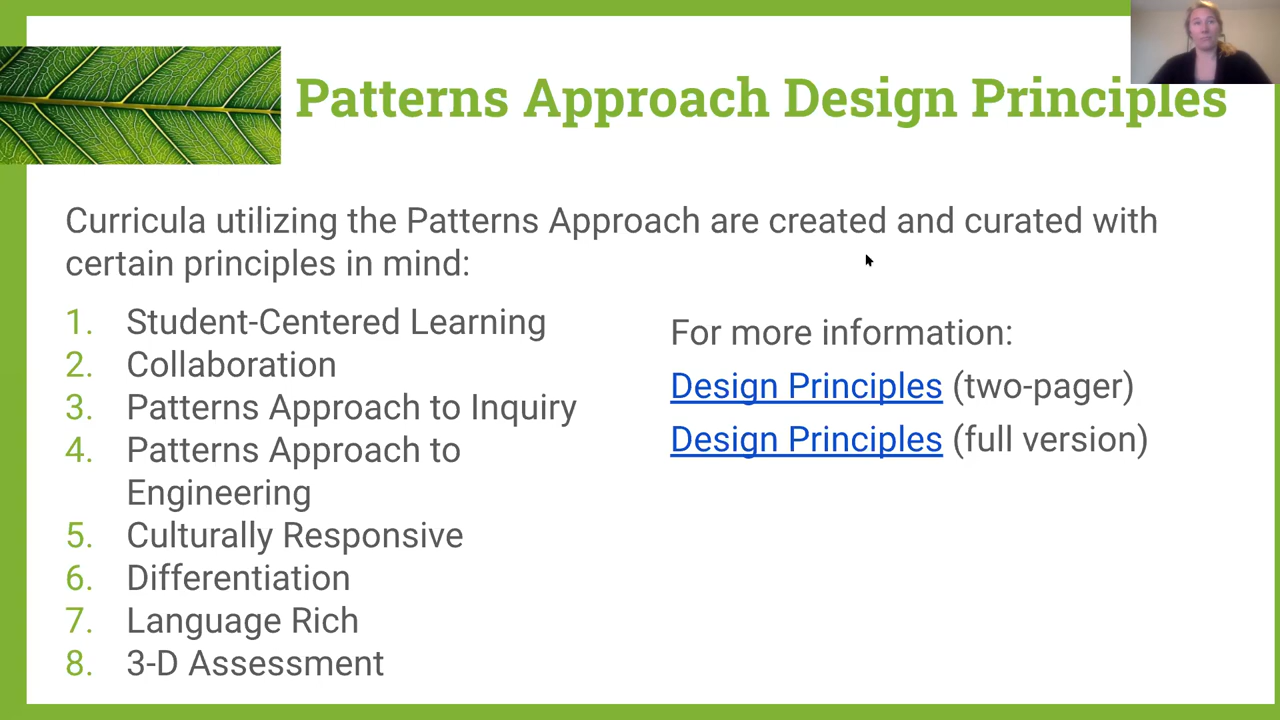 Patterns Approach Design Principles
Curricula utilizing the Patterns Approach are created and curated with
certain principles in mind:
1. Student-Centered Learning
2. Collaboration
3. Patterns Approach to Inquiry
4. Patterns Approach to
Engineering
5. Culturally Responsive
6. Differentiation
7. Language Rich
8. 3-D Assessment
For more information:
Design Principles (two-pager)
Design Principles (full version)